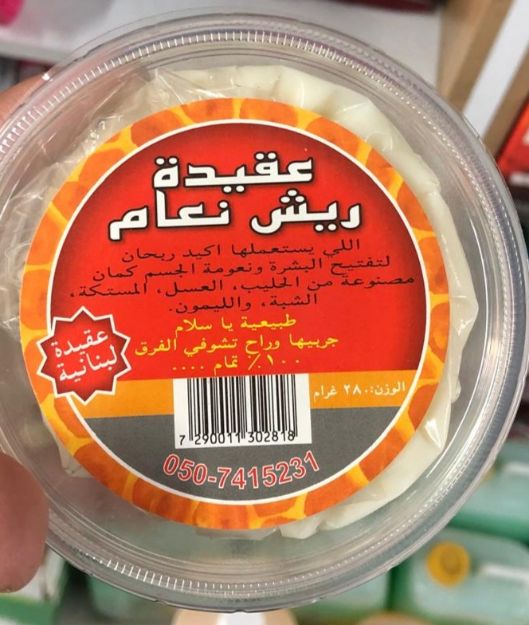 عقيدة
ريش نعام
اللي يستعملها اكيد ربحان
لتفتيح البشرة ونعومة الجسم كمان
مصنوعة من الحليب، العسل، المستكة،
الشبة، والليمون.
طبيعية يا سلام
جربيها وراح تشوفي الفرق
١٠٠٪ تمام ....
عقيدة
لبنانية
الوزن: ٢٨٠ غرام
7 290011 302818
050-7415231